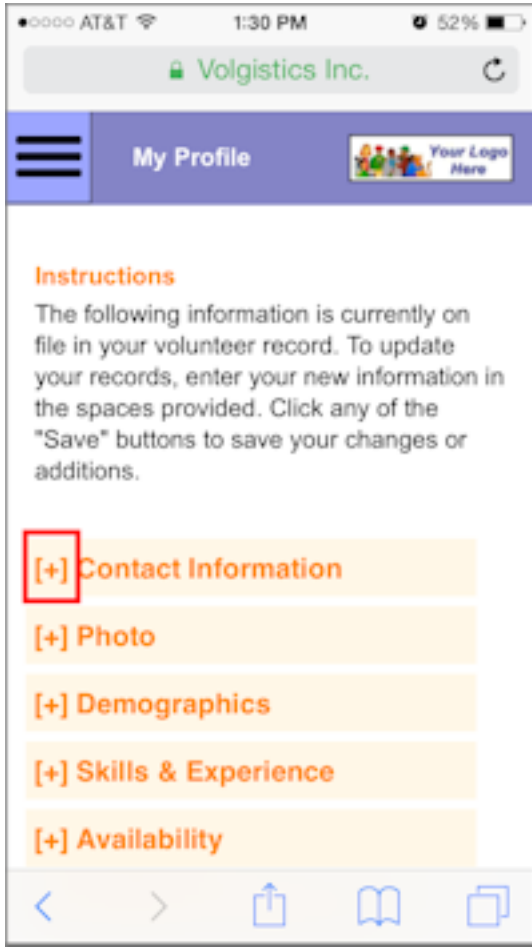 AT&T 1:30 PM 52%
Volgistics Inc.
My Profile
Your Logo
Here
Instructions
The following information is currently on
file in your volunteer record. To update
your records, enter your new information in
the spaces provided. Click any of the
"Save" buttons to save your changes or
additions.
[+] Contact Information
[+] Photo
[+] Demographics
[+] Skills & Experience
[+] Availability